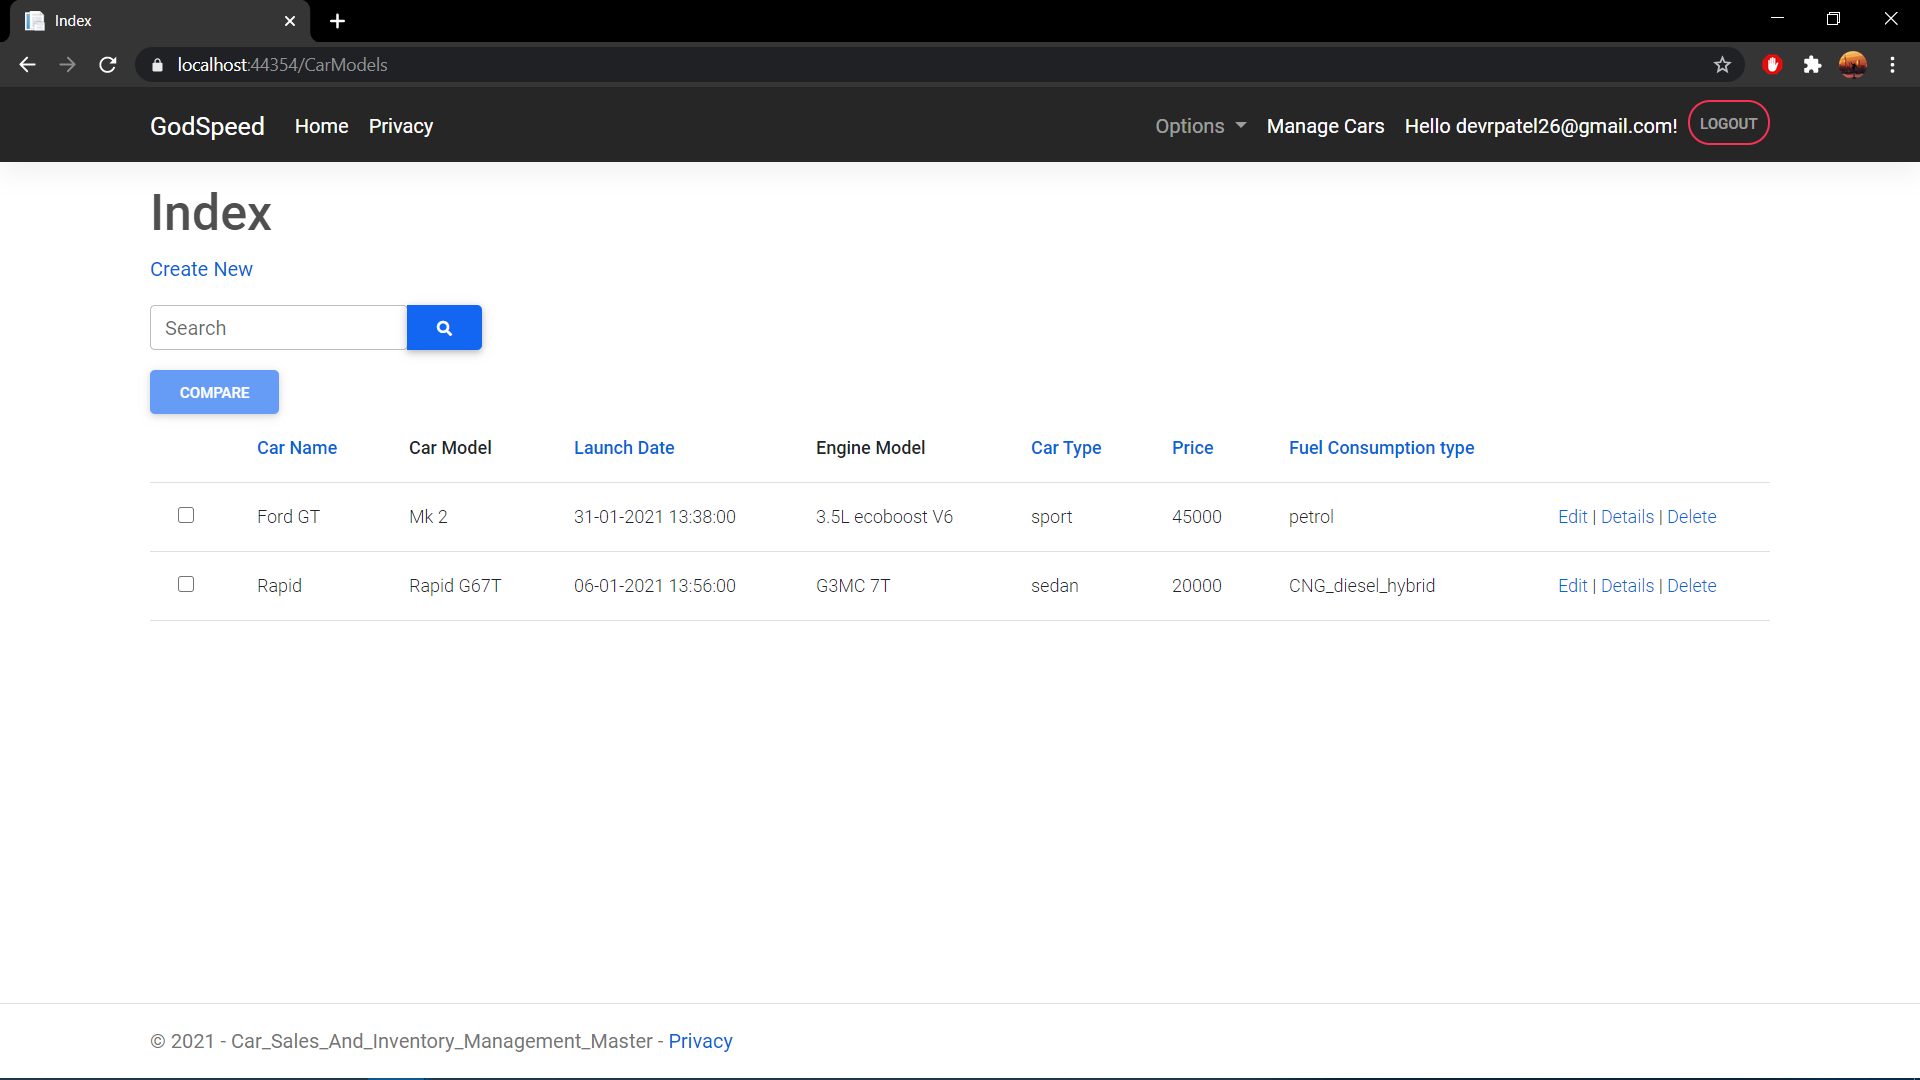 Index
localhost:44354/CarModels
GodSpeed Home Privacy Options Manage Cars Hello devrpatel26@gmail.com! LOGOUT
Index
Create New
Search
COMPARE
Car Name Car Model Launch Date Engine Model Car Type Price Fuel Consumption type
Ford GT Mk 2 31-01-2021 13:38:00 3.5L ecoboost V6 sport 45000 petrol Edit | Details | Delete
Rapid Rapid G67T 06-01-2021 13:56:00 G3MC 7T sedan 20000 CNG_diesel_hybrid Edit | Details | Delete
© 2021 - Car_Sales_And_Inventory_Management_Master - Privacy